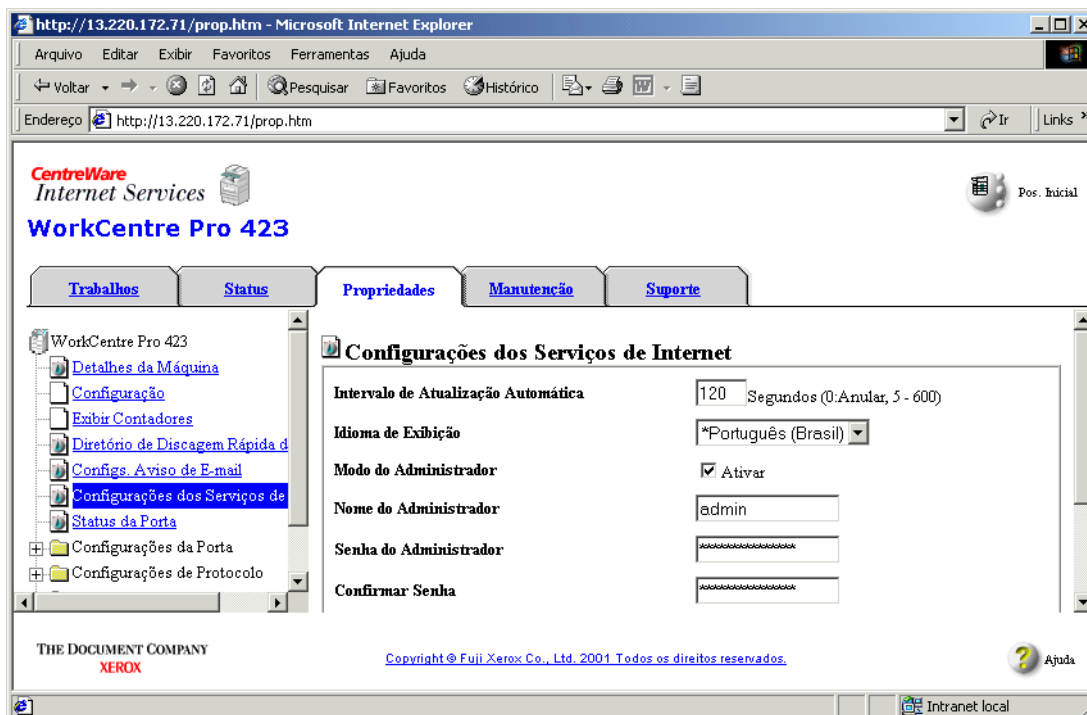 http://13.220.172.71/prop.htm - Microsoft Internet Explorer
Arquivo Editar Exibir Favoritos Ferramentas Ajuda
Voltar Pesquisar Favoritos Histórico
Endereço http://13.220.172.71/prop.htm Ir Links
CentreWare
Internet Services
Pos. Inicial
WorkCentre Pro 423
Trabalhos Status Propriedades Manutenção Suporte
WorkCentre Pro 423
Detalhes da Máquina
Configuração
Exibir Contadores
Diretório de Discagem Rápida d
Configs. Aviso de E-mail
Configurações dos Serviços de
Status da Porta
Configurações da Porta
Configurações de Protocolo
Configurações dos Serviços de Internet
Intervalo de Atualização Automática 120 Segundos (0:Anular, 5 - 600)
Idioma de Exibição *Português (Brasil)
Modo do Administrador Ativar
Nome do Administrador admin
Senha do Administrador ****************
Confirmar Senha ****************
THE DOCUMENT COMPANY
XEROX
Copyright © Fuji Xerox Co., Ltd. 2001 Todos os direitos reservados.
Ajuda
Intranet local